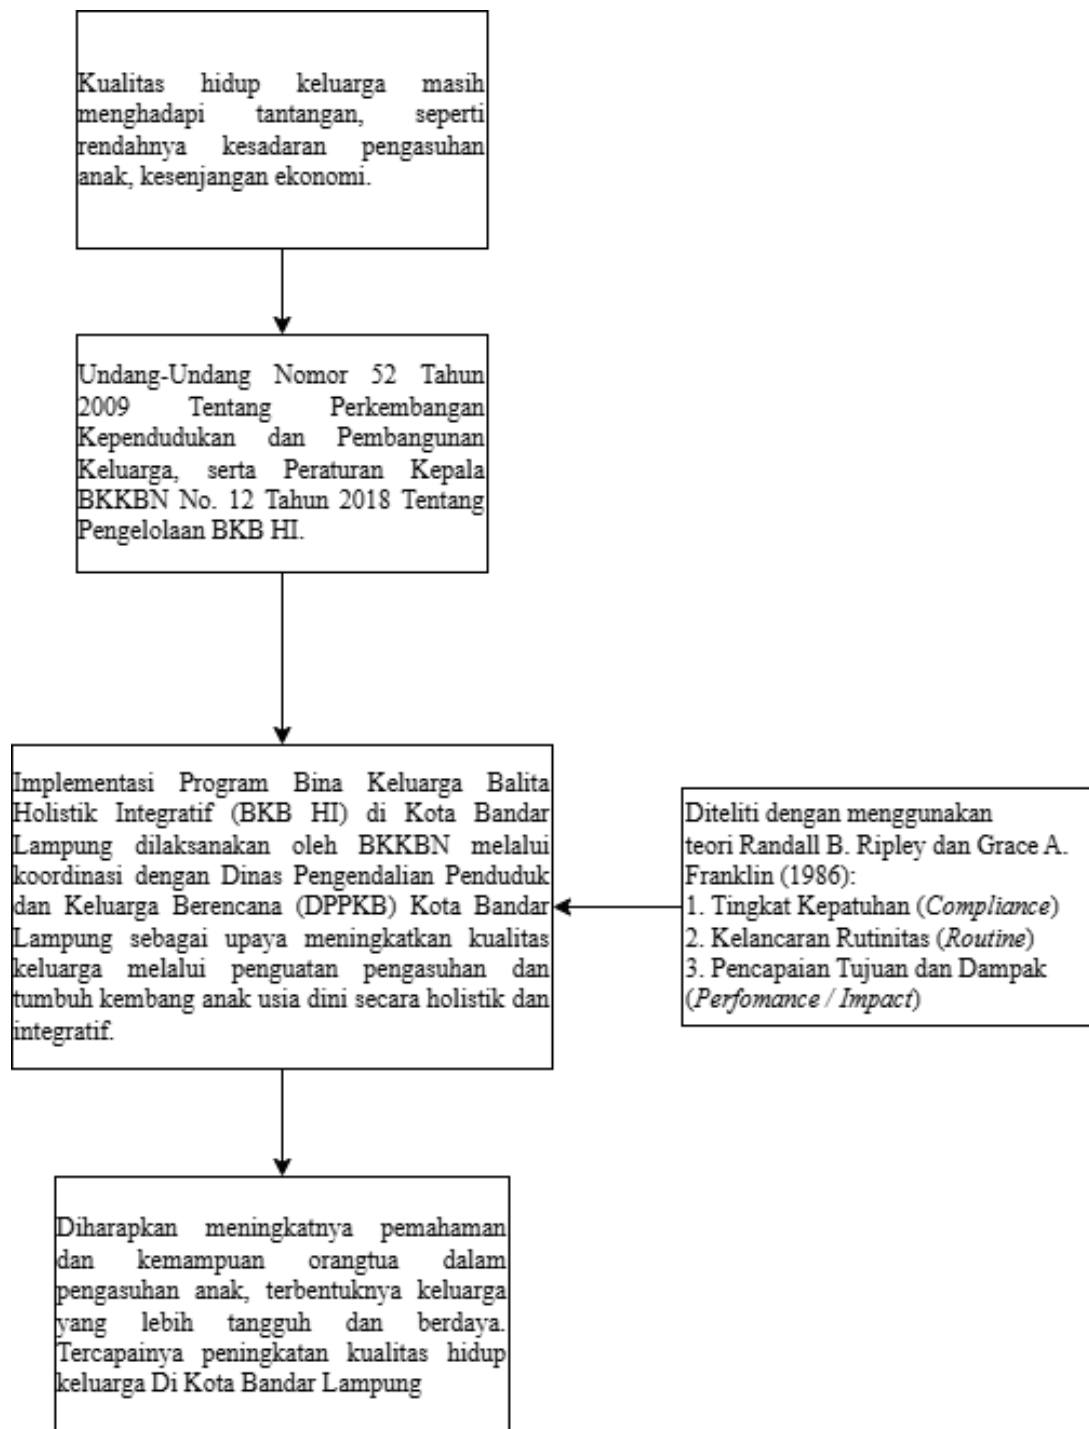 Kualitas hidup keluarga masih
menghadapi tantangan, seperti
rendahnya kesadaran pengasuhan
anak, kesenjangan ekonomi.
Undang-Undang Nomor 52 Tahun
2009 Tentang Perkembangan
Kependudukan dan Pembangunan
Keluarga, serta Peraturan Kepala
BKKBN No. 12 Tahun 2018 Tentang
Pengelolaan BKB HI.
Implementasi Program Bina Keluarga Balita
Holistik Integratif (BKB HI) di Kota Bandar
Lampung dilaksanakan oleh BKKBN melalui
koordinasi dengan Dinas Pengendalian Penduduk
dan Keluarga Berencana (DPPKB) Kota Bandar
Lampung sebagai upaya meningkatkan kualitas
keluarga melalui penguatan pengasuhan dan
tumbuh kembang anak usia dini secara holistik dan
integratif.
Diteliti dengan menggunakan
teori Randall B. Ripley dan Grace A.
Franklin (1986):
1. Tingkat Kepatuhan (Compliance)
2. Kelancaran Rutinitas (Routine)
3. Pencapaian Tujuan dan Dampak
(Perfomance / Impact)
Diharapkan meningkatnya pemahaman
dan kemampuan orangtua dalam
pengasuhan anak, terbentuknya keluarga
yang lebih tangguh dan berdaya.
Tercapainya peningkatan kualitas hidup
keluarga Di Kota Bandar Lampung